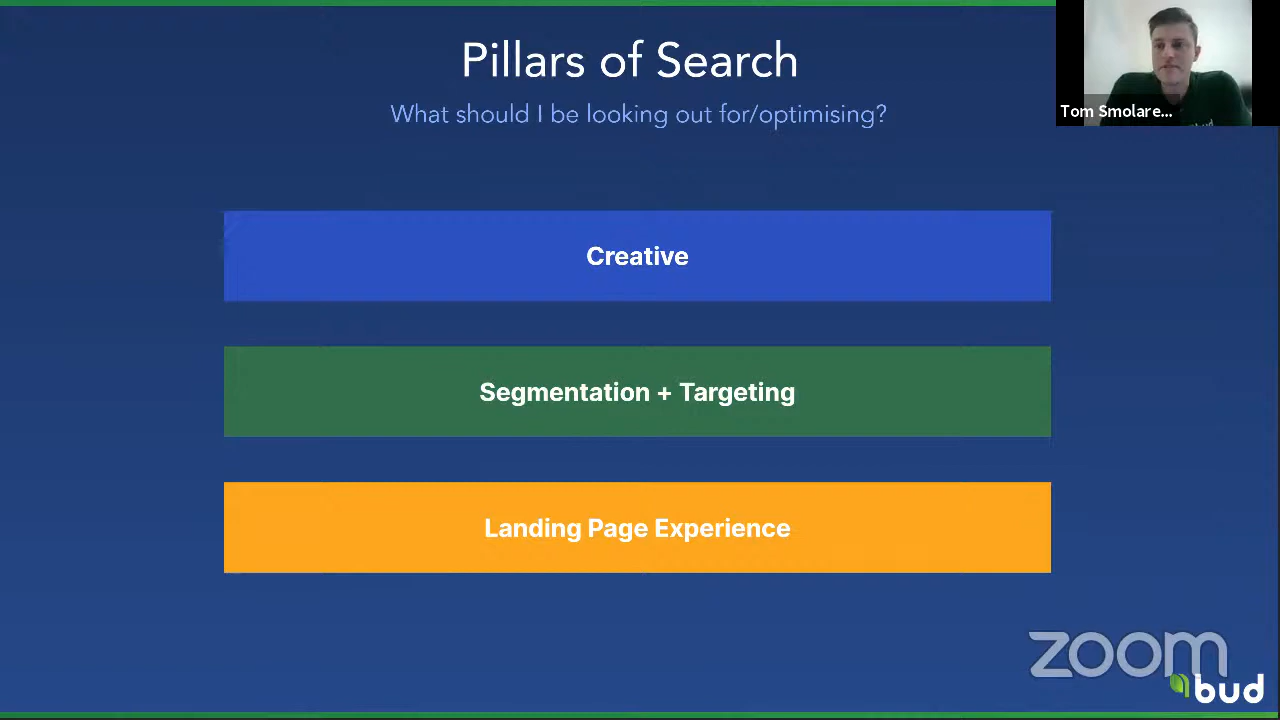 Pillars of Search
What should I be looking out for/optimising?
Tom Smolare...
Creative
Segmentation + Targeting
Landing Page Experience
zoom
bud